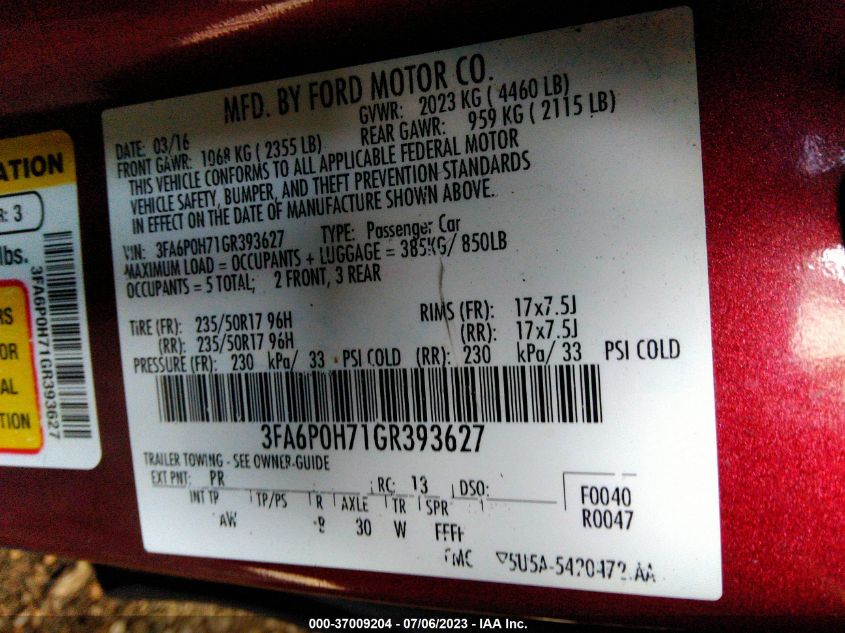 MFD. BY FORD MOTOR CO.
DATE: 03/16 GVWR: 2023 KG ( 4460 LB)
FRONT GAWR: 1068 KG ( 2355 LB) REAR GAWR: 959 KG ( 2115 LB)
THIS VEHICLE CONFORMS TO ALL APPLICABLE FEDERAL MOTOR
VEHICLE SAFETY, BUMPER, AND THEFT PREVENTION STANDARDS
IN EFFECT ON THE DATE OF MANUFACTURE SHOWN ABOVE.
VIN: 3FA6P0H71GR393627 TYPE: Passenger Car
MAXIMUM LOAD = OCCUPANTS + LUGGAGE = 385KG/ 850LB
OCCUPANTS = 5 TOTAL; 2 FRONT, 3 REAR
TIRE (FR): 235/50R17 96H RIMS (FR): 17x7.5J
(RR): 235/50R17 96H (RR): 17x7.5J
PRESSURE (FR): 230 kPa/ 33 PSI COLD (RR): 230 kPa/ 33 PSI COLD
3FA6P0H71GR393627
TRAILER TOWING - SEE OWNER-GUIDE
EXT PNT: PR RC: 13 DSO: F0040
INT TP TP/PS R AXLE TR SPR R0047
AW 30 W
5U5A-5420472-AA
ATION
R: 3
lbs.
3FA6P0H71GR393627
RS
OR
AL
TION
000-37009204 - 07/06/2023 - IAA Inc.